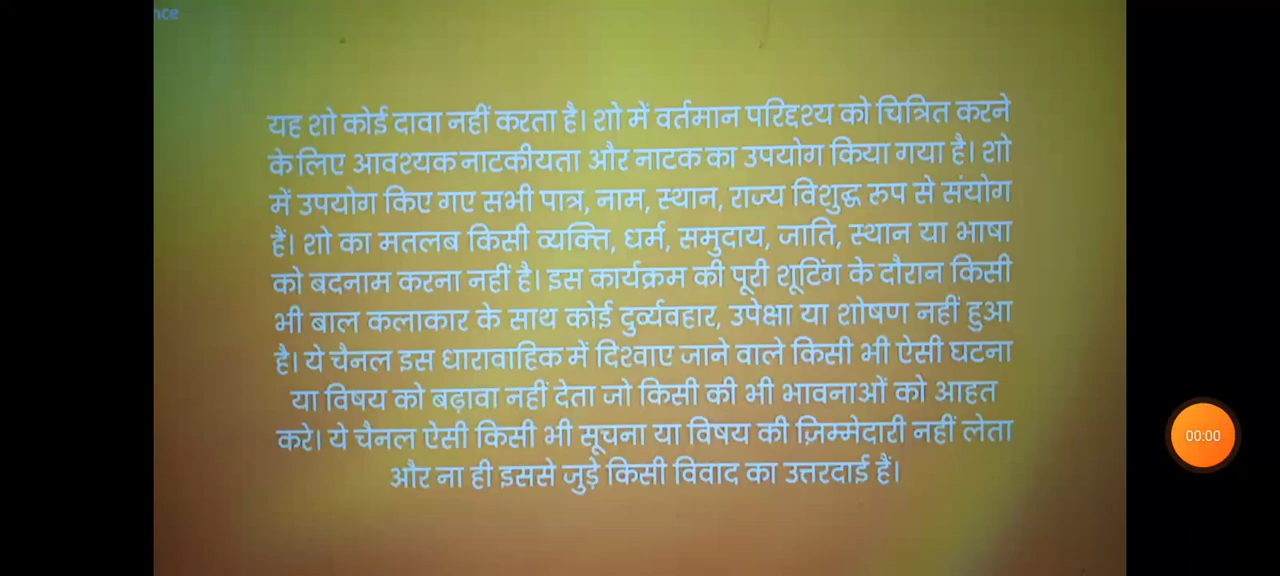 nce
यह शो कोई दावा नहीं करता है। शो में वर्तमान परिद्दश्य को चित्रित करने
के लिए आवश्यक नाटकीयता और नाटक का उपयोग किया गया है। शो
में उपयोग किए गए सभी पात्र, नाम, स्थान, राज्य विशुद्ध रुप से संयोग
हैं। शो का मतलब किसी व्यक्ति, धर्म, समुदाय, जाति, स्थान या भाषा
को बदनाम करना नहीं है। इस कार्यक्रम की पूरी शूटिंग के दौरान किसी
भी बाल कलाकार के साथ कोई दुर्व्यवहार, उपेक्षा या शोषण नहीं हुआ
है। ये चैनल इस धारावाहिक में दिखाए जाने वाले किसी भी ऐसी घटना
या विषय को बढ़ावा नहीं देता जो किसी की भी भावनाओं को आहत
करे। ये चैनल ऐसी किसी भी सूचना या विषय की ज़िम्मेदारी नहीं लेता
और ना ही इससे जुड़े किसी विवाद का उत्तरदाई हैं।
00:00